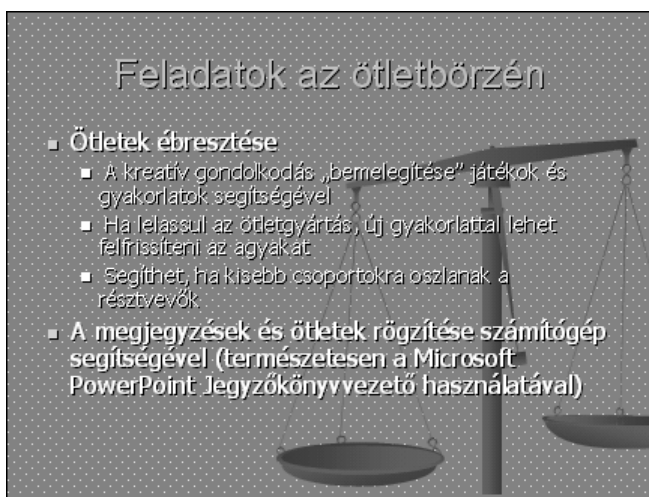 Feladatok az ötletbörzén
Ötletek ébresztése
A kreatív gondolkodás „bemelegítése” játékok és
gyakorlatok segítségével
Ha lelassul az ötletgyártás, új gyakorlattal lehet
felfrissíteni az agyakat
Segíthet, ha kisebb csoportokra oszlanak a
résztvevők
A megjegyzések és ötletek rögzítése számítógép
segítségével (természetesen a Microsoft
PowerPoint Jegyzőkönyvvezető használatával)